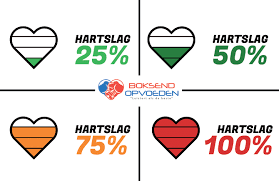 HARTSLAG
25%
HARTSLAG
50%
BOKSEND
OPVOEDEN
HARTSLAG
75%
HARTSLAG
100%